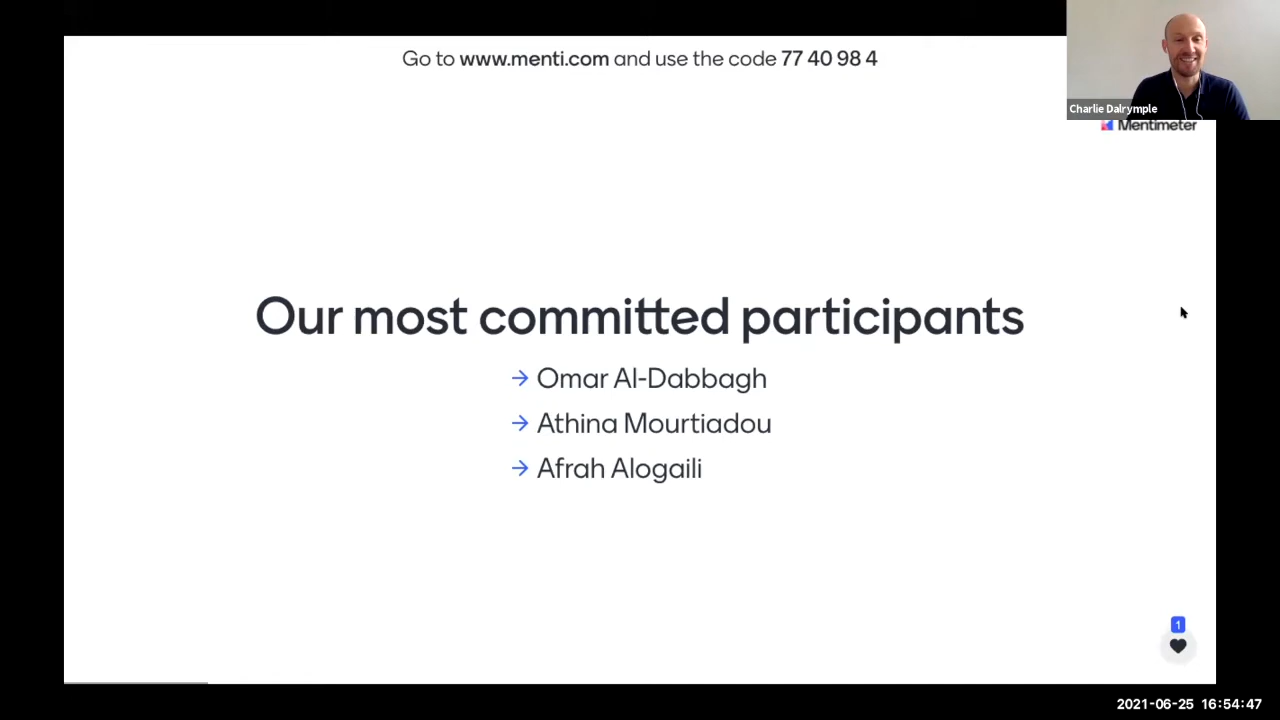 Go to www.menti.com and use the code 77 40 98 4
Charlie Dalrymple
Mentimeter
Our most committed participants
→ Omar Al-Dabbagh
→ Athina Mourtiadou
→ Afrah Alogaili
1
2021-06-25 16:54:47